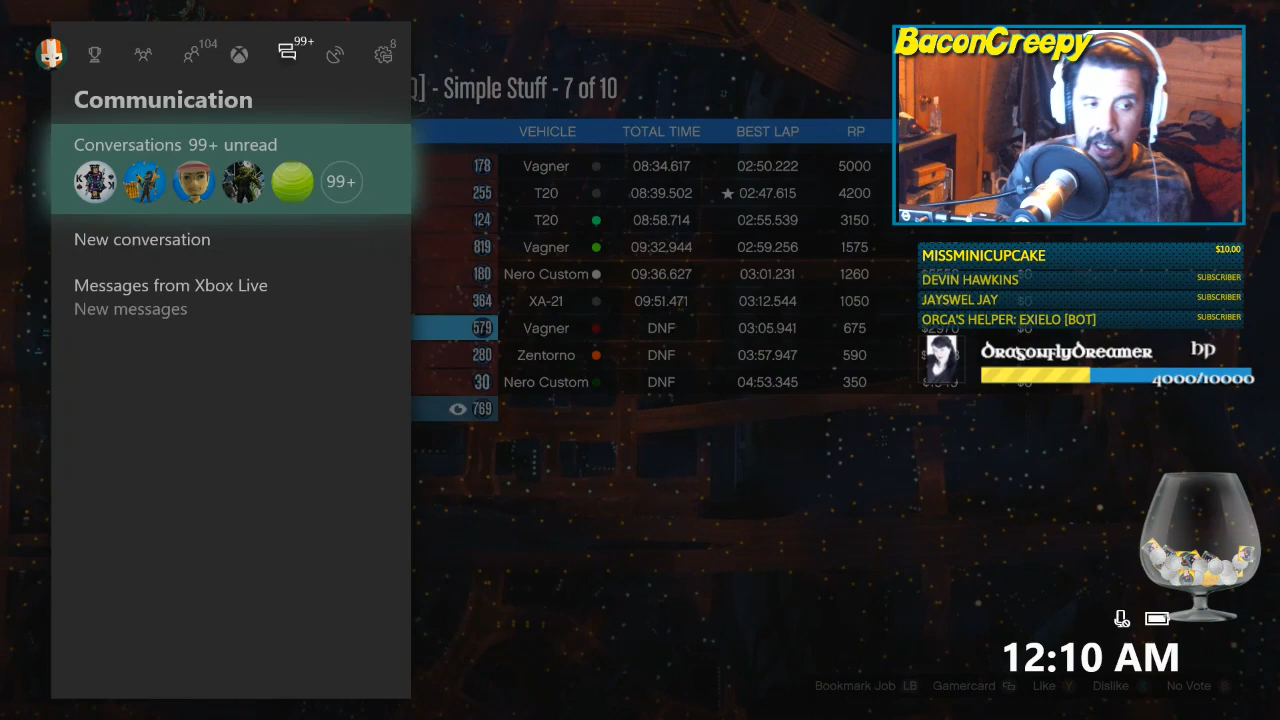 104
99+
8
Communication
Conversations 99+ unread
99+
New conversation
Messages from Xbox Live
New messages
] - Simple Stuff - 7 of 10
VEHICLE TOTAL TIME BEST LAP RP
178 Vagner 08:34.617 02:50.222 5000
255 T20 08:39.502 02:47.615 4200
124 T20 08:58.714 02:55.539 3150
819 Vagner 09:32.944 02:59.256 1575
180 Nero Custom 09:36.627 03:01.231 1260
364 XA-21 09:51.471 03:12.544 1050
579 Vagner DNF 03:05.941 675
280 Zentorno DNF 03:57.947 590
30 Nero Custom DNF 04:53.345 350
769
BaconCreepy
MISSMINICUPCAKE $10.00
DEVIN HAWKINS SUBSCRIBER
JAYSWEL JAY SUBSCRIBER
ORCA'S HELPER: EXIELO [BOT] SUBSCRIBER
DragonflyDreamer hp
4000/10000
12:10 AM
Bookmark Job LB Gamercard Like Y Dislike X No Vote B